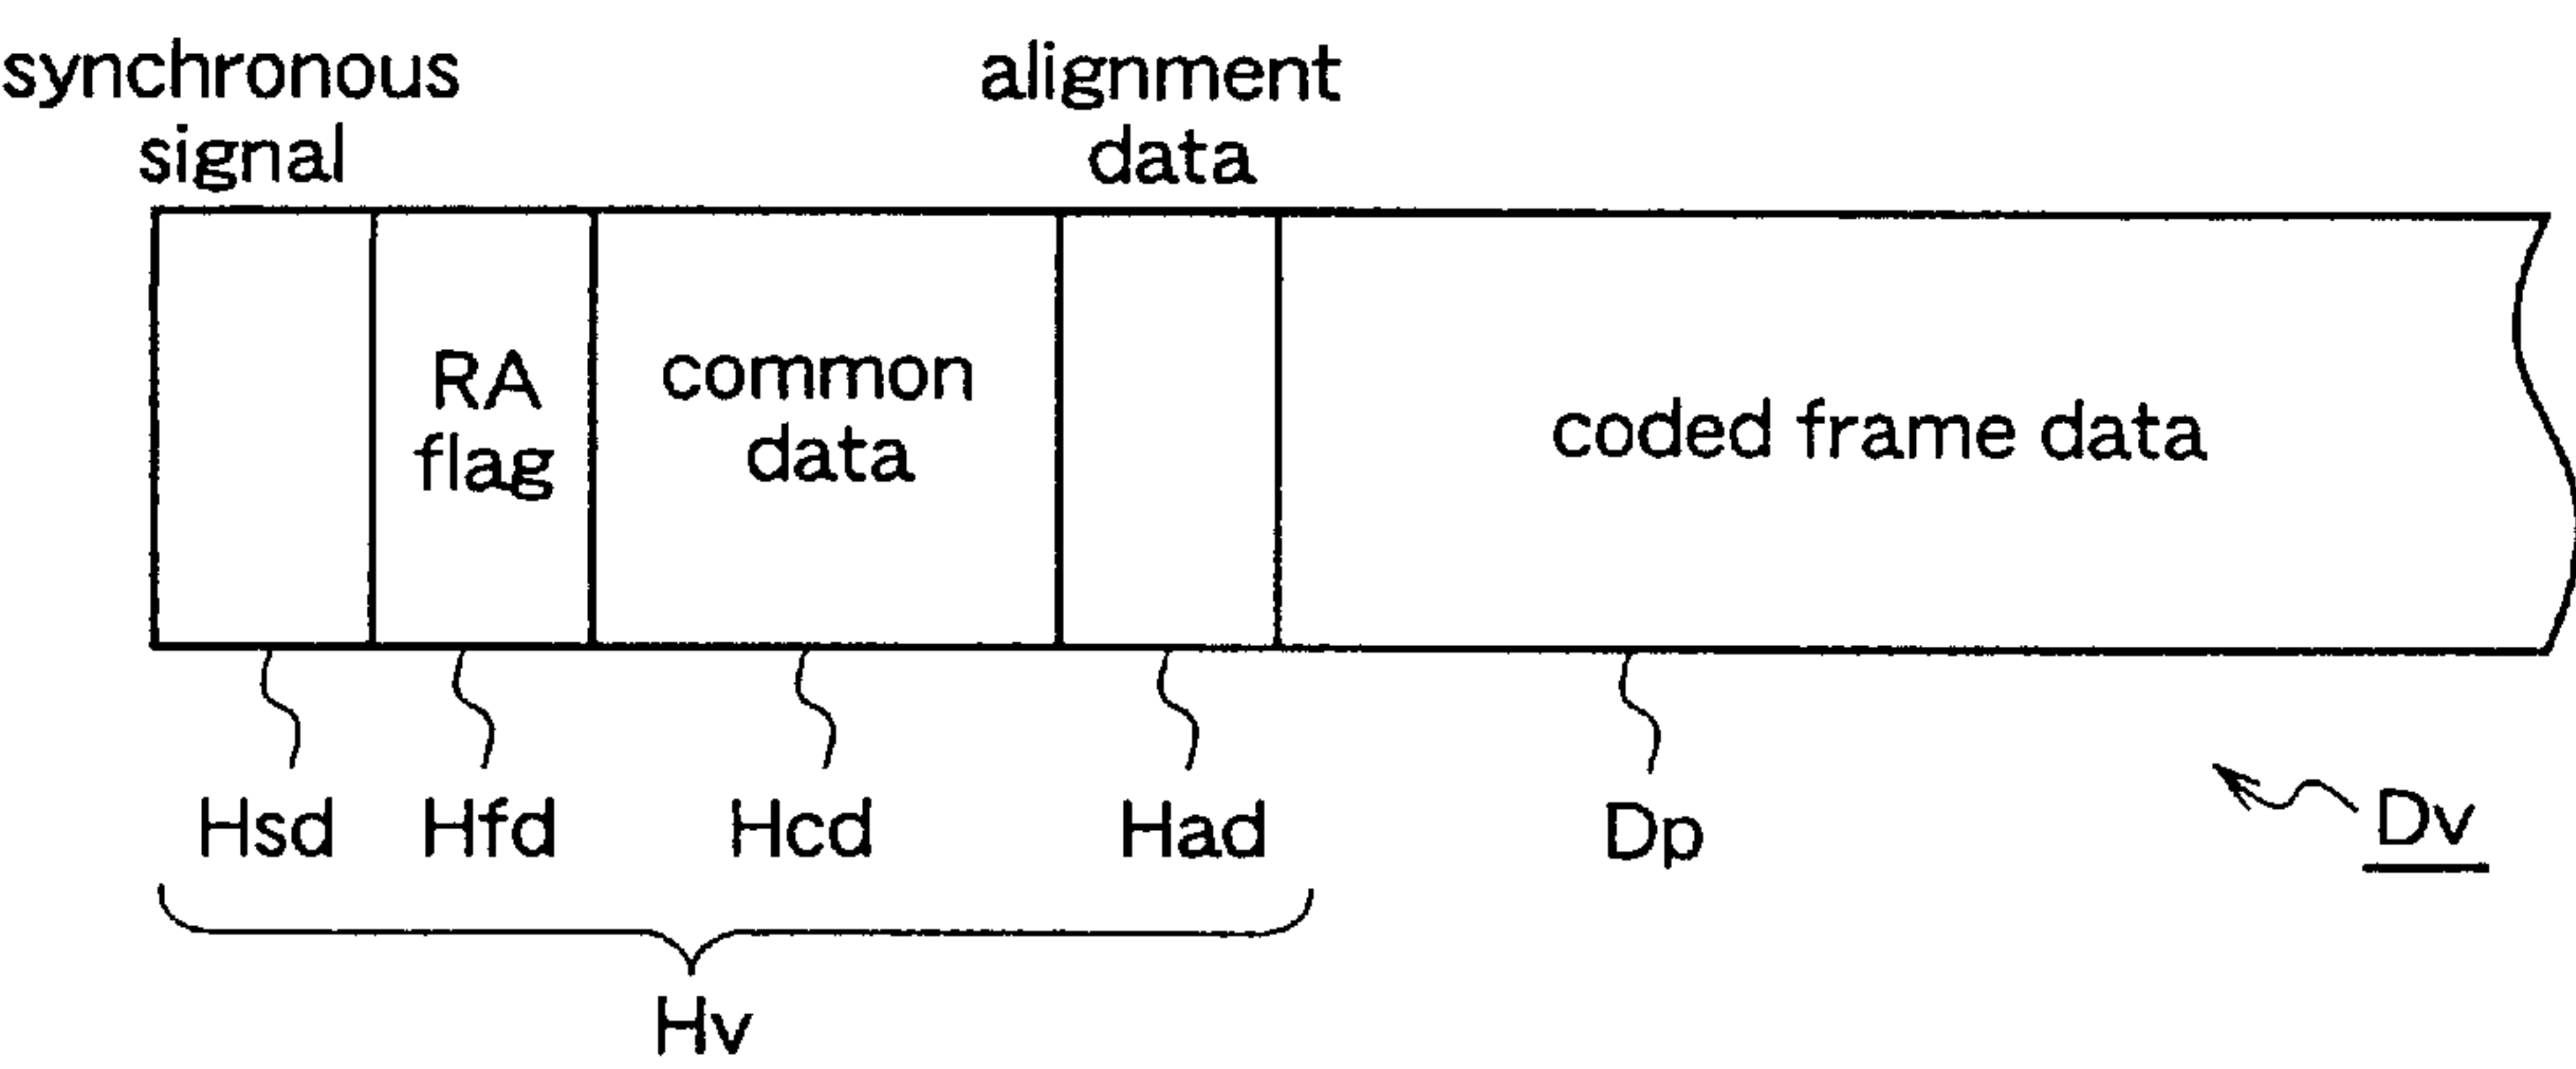 synchronous
signal
alignment
data
RA
flag
common
data
coded frame data
Hsd
Hfd
Hcd
Had
Dp
Dv
Hv